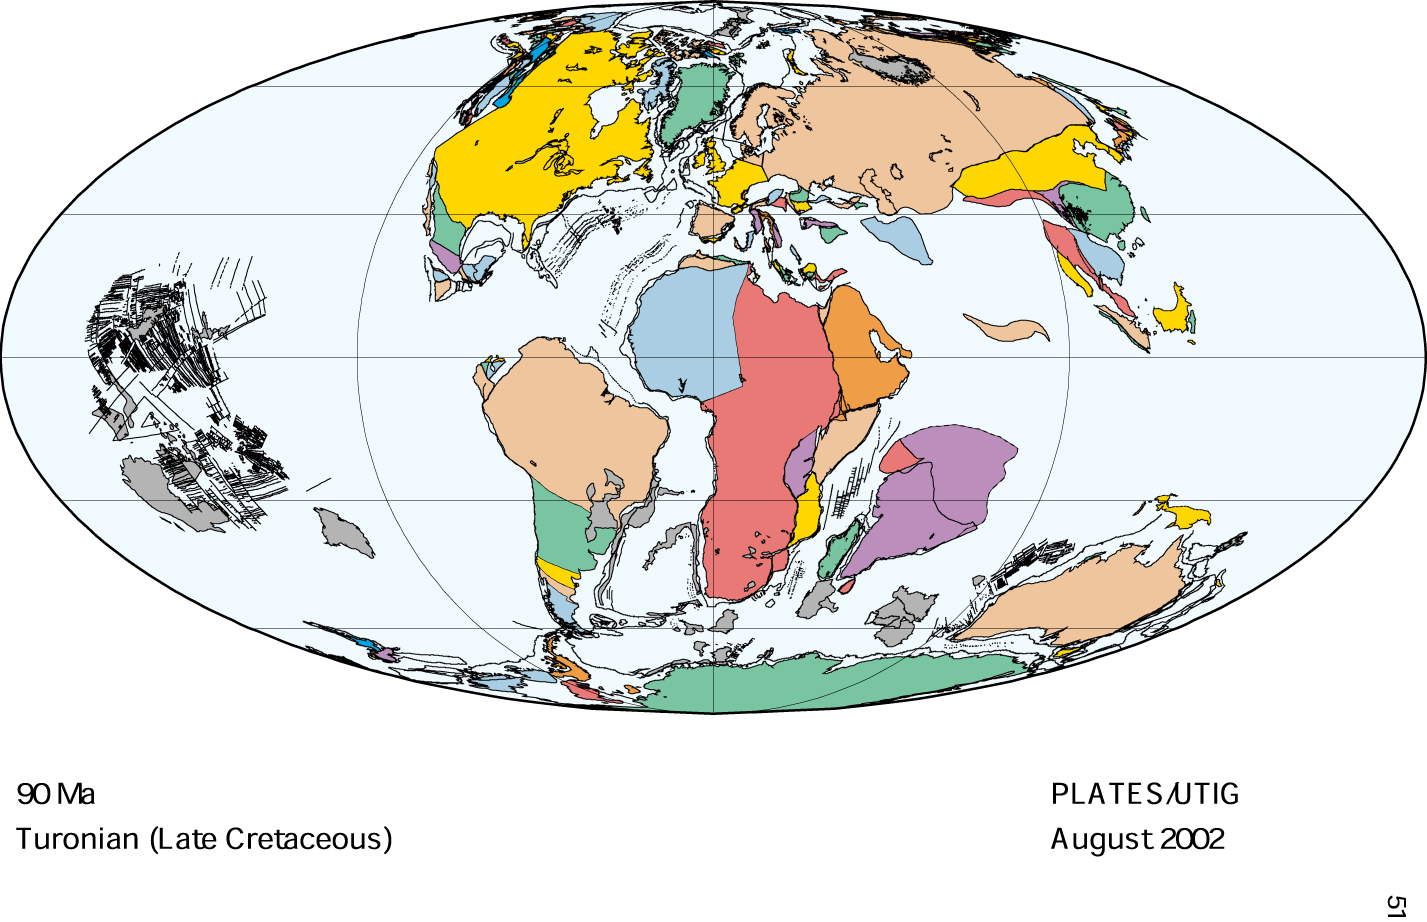 90 Ma
Turonian (Late Cretaceous)
PLATES/UTIG
August 2002
51